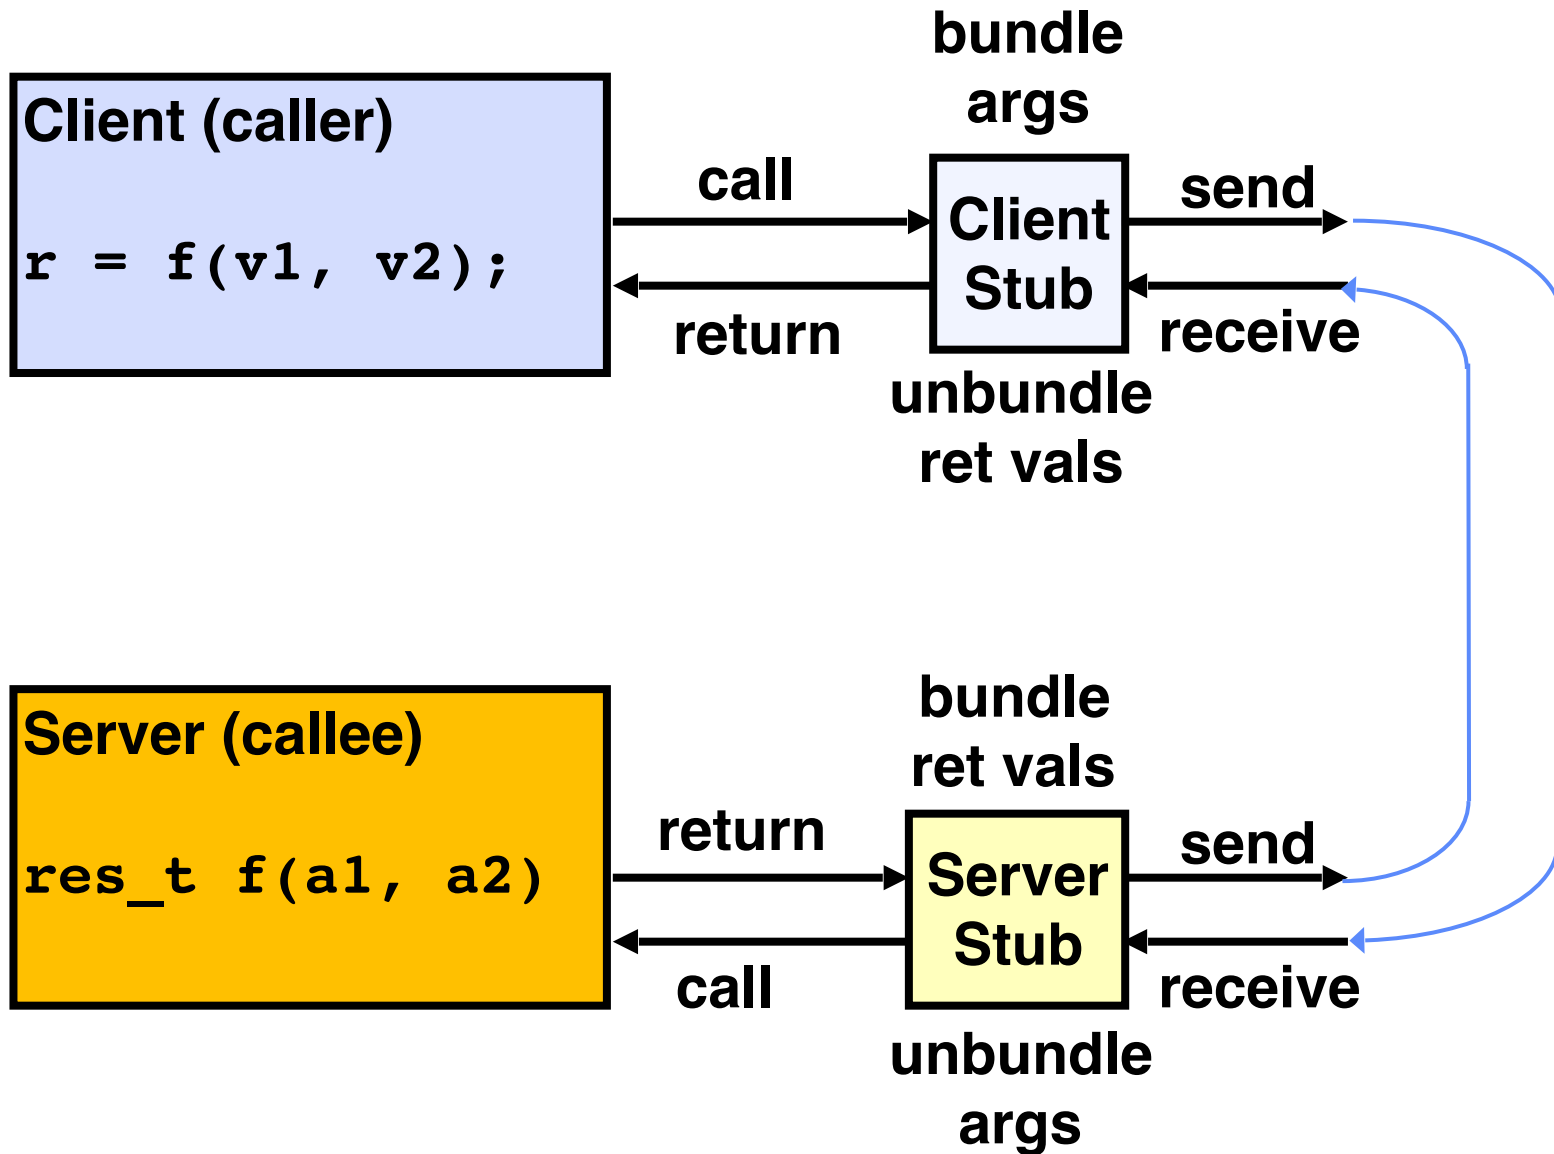 bundle
args
Client (caller)
r = f(v1, v2);
call
return
Client
Stub
send
receive
unbundle
ret vals
bundle
ret vals
Server (callee)
res_t f(a1, a2)
return
call
Server
Stub
send
receive
unbundle
args